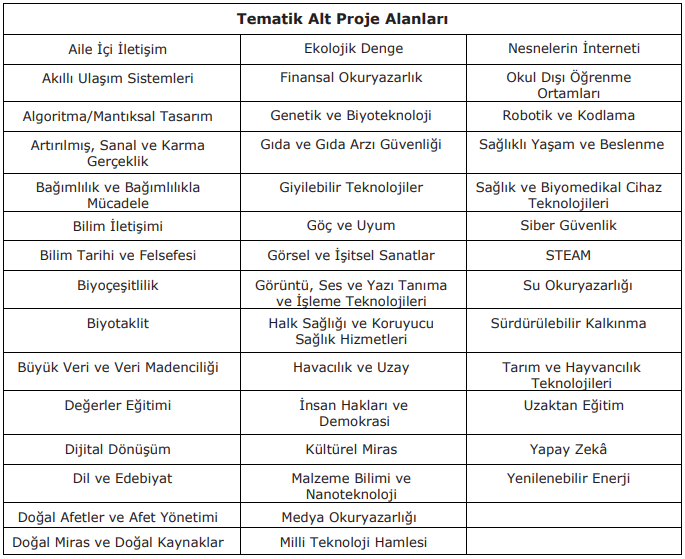 Tematik Alt Proje Alanları
Aile İçi İletişim
Ekolojik Denge
Nesnelerin İnterneti
Akıllı Ulaşım Sistemleri
Finansal Okuryazarlık
Okul Dışı Öğrenme
Ortamları
Algoritma/Mantıksal Tasarım
Genetik ve Biyoteknoloji
Robotik ve Kodlama
Artırılmış, Sanal ve Karma
Gerçeklik
Gıda ve Gıda Arzı Güvenliği
Sağlıklı Yaşam ve Beslenme
Bağımlılık ve Bağımlılıkla
Mücadele
Giyilebilir Teknolojiler
Sağlık ve Biyomedikal Cihaz
Teknolojileri
Bilim İletişimi
Göç ve Uyum
Siber Güvenlik
Bilim Tarihi ve Felsefesi
Görsel ve İşitsel Sanatlar
STEAM
Biyoçeşitlilik
Görüntü, Ses ve Yazı Tanıma
ve İşleme Teknolojileri
Su Okuryazarlığı
Biyotaklit
Halk Sağlığı ve Koruyucu
Sağlık Hizmetleri
Sürdürülebilir Kalkınma
Büyük Veri ve Veri Madenciliği
Havacılık ve Uzay
Tarım ve Hayvancılık
Teknolojileri
Değerler Eğitimi
İnsan Hakları ve
Demokrasi
Uzaktan Eğitim
Dijital Dönüşüm
Kültürel Miras
Yapay Zekâ
Dil ve Edebiyat
Malzeme Bilimi ve
Nanoteknoloji
Yenilenebilir Enerji
Doğal Afetler ve Afet Yönetimi
Medya Okuryazarlığı
Doğal Miras ve Doğal Kaynaklar
Milli Teknoloji Hamlesi